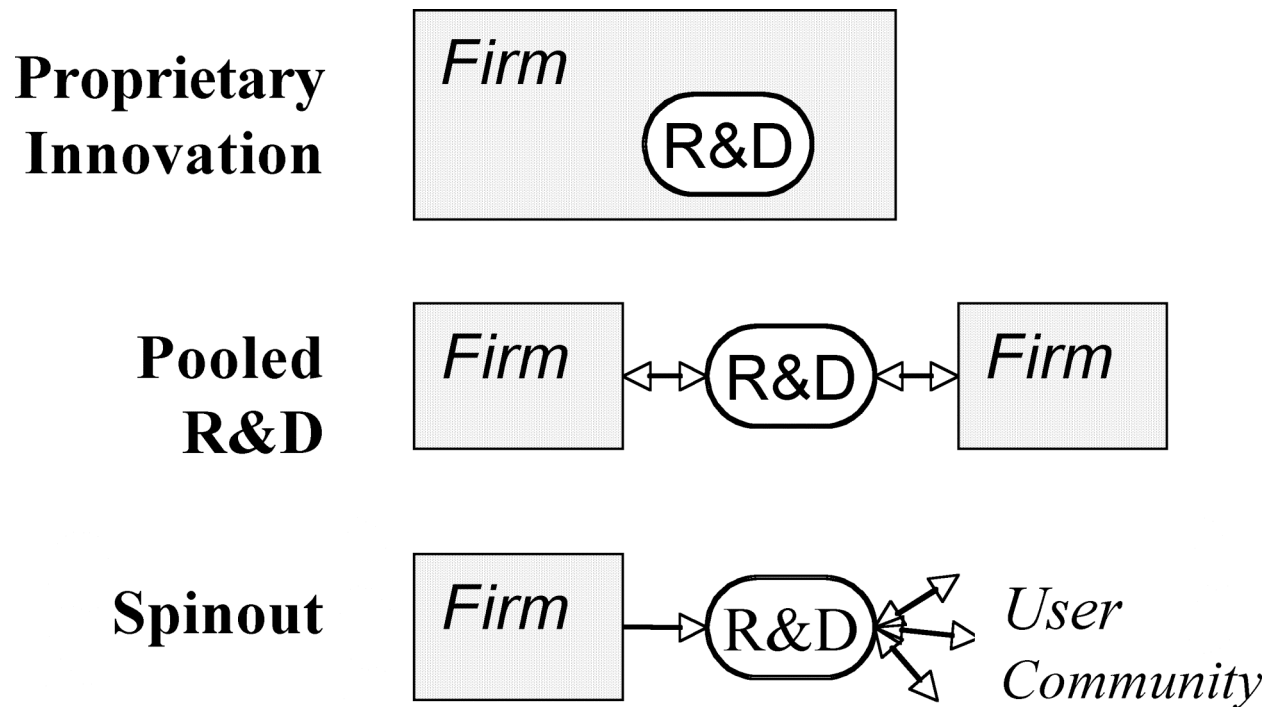 Proprietary
Innovation
Firm
R&D
Pooled
R&D
Firm
R&D
Firm
Spinout
Firm
R&D
User
Community